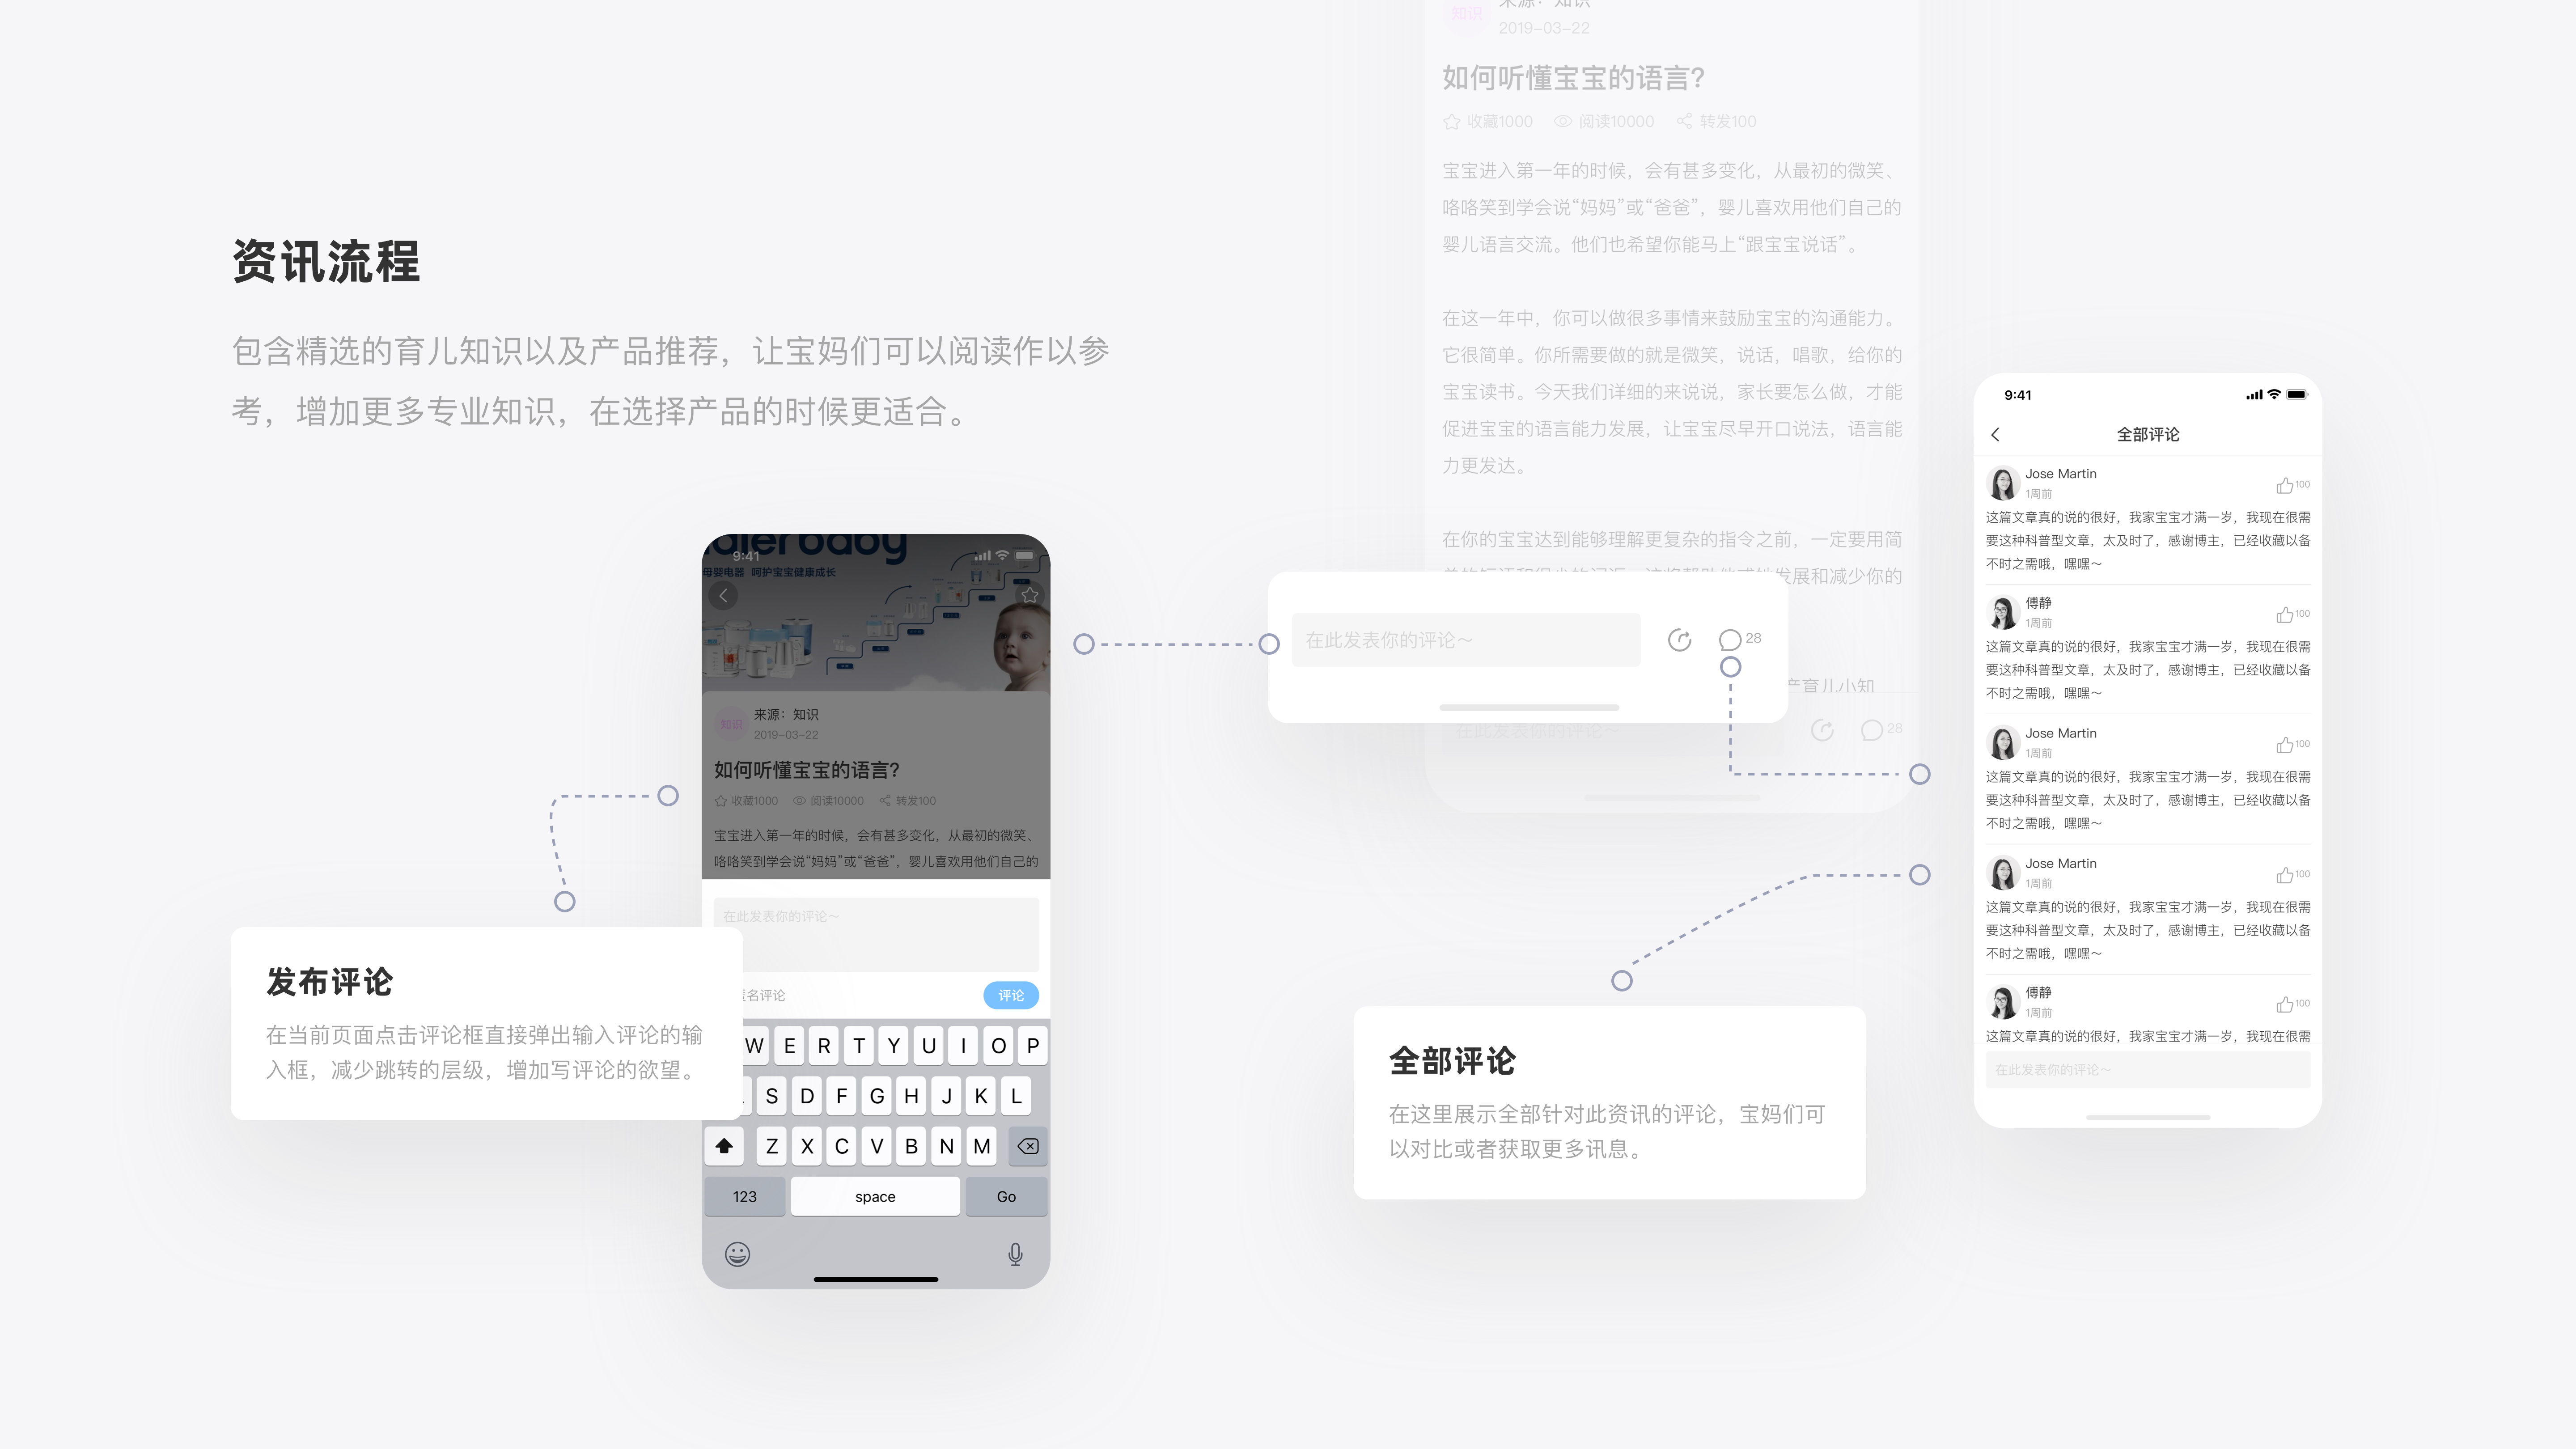 资讯流程
包含精选的育儿知识以及产品推荐，让宝妈们可以阅读作以参
考，增加更多专业知识，在选择产品的时候更适合。
知识
来源：知识
2019-03-22
如何听懂宝宝的语言?
收藏1000 阅读10000 转发100
宝宝进入第一年的时候，会有甚多变化，从最初的微笑、
咯咯笑到学会说“妈妈”或“爸爸”，婴儿喜欢用他们自己的
婴儿语言交流。他们也希望你能马上“跟宝宝说话”。
在这一年中，你可以做很多事情来鼓励宝宝的沟通能力。
它很简单。你所需要做的就是微笑，说话，唱歌，给你的
宝宝读书。今天我们详细的来说说，家长要怎么做，才能
促进宝宝的语言能力发展，让宝宝尽早开口说法，语言能
力更发达。
在你的宝宝达到能够理解更复杂的指令之前，一定要用简
发展和减少你的
育儿小知
在此发表你的评论～ 28
在此发表你的评论～ 28
baby
9:41
母婴电器 呵护宝宝健康成长
知识
来源：知识
2019-03-22
如何听懂宝宝的语言?
收藏1000 阅读10000 转发100
宝宝进入第一年的时候，会有甚多变化，从最初的微笑、
咯咯笑到学会说“妈妈”或“爸爸”，婴儿喜欢用他们自己的
在此发表你的评论～
名评论 评论
W E R T Y U I O P
S D F G H J K L
Z X C V B N M
123 space Go
发布评论
在当前页面点击评论框直接弹出输入评论的输
入框，减少跳转的层级，增加写评论的欲望。
全部评论
在这里展示全部针对此资讯的评论，宝妈们可
以对比或者获取更多讯息。
9:41
全部评论
Jose Martin
1周前
100
这篇文章真的说的很好，我家宝宝才满一岁，我现在很需
要这种科普型文章，太及时了，感谢博主，已经收藏以备
不时之需哦，嘿嘿～
傅静
1周前
100
这篇文章真的说的很好，我家宝宝才满一岁，我现在很需
要这种科普型文章，太及时了，感谢博主，已经收藏以备
不时之需哦，嘿嘿～
Jose Martin
1周前
100
这篇文章真的说的很好，我家宝宝才满一岁，我现在很需
要这种科普型文章，太及时了，感谢博主，已经收藏以备
不时之需哦，嘿嘿～
Jose Martin
1周前
100
这篇文章真的说的很好，我家宝宝才满一岁，我现在很需
要这种科普型文章，太及时了，感谢博主，已经收藏以备
不时之需哦，嘿嘿～
傅静
1周前
100
这篇文章真的说的很好，我家宝宝才满一岁，我现在很需
在此发表你的评论～